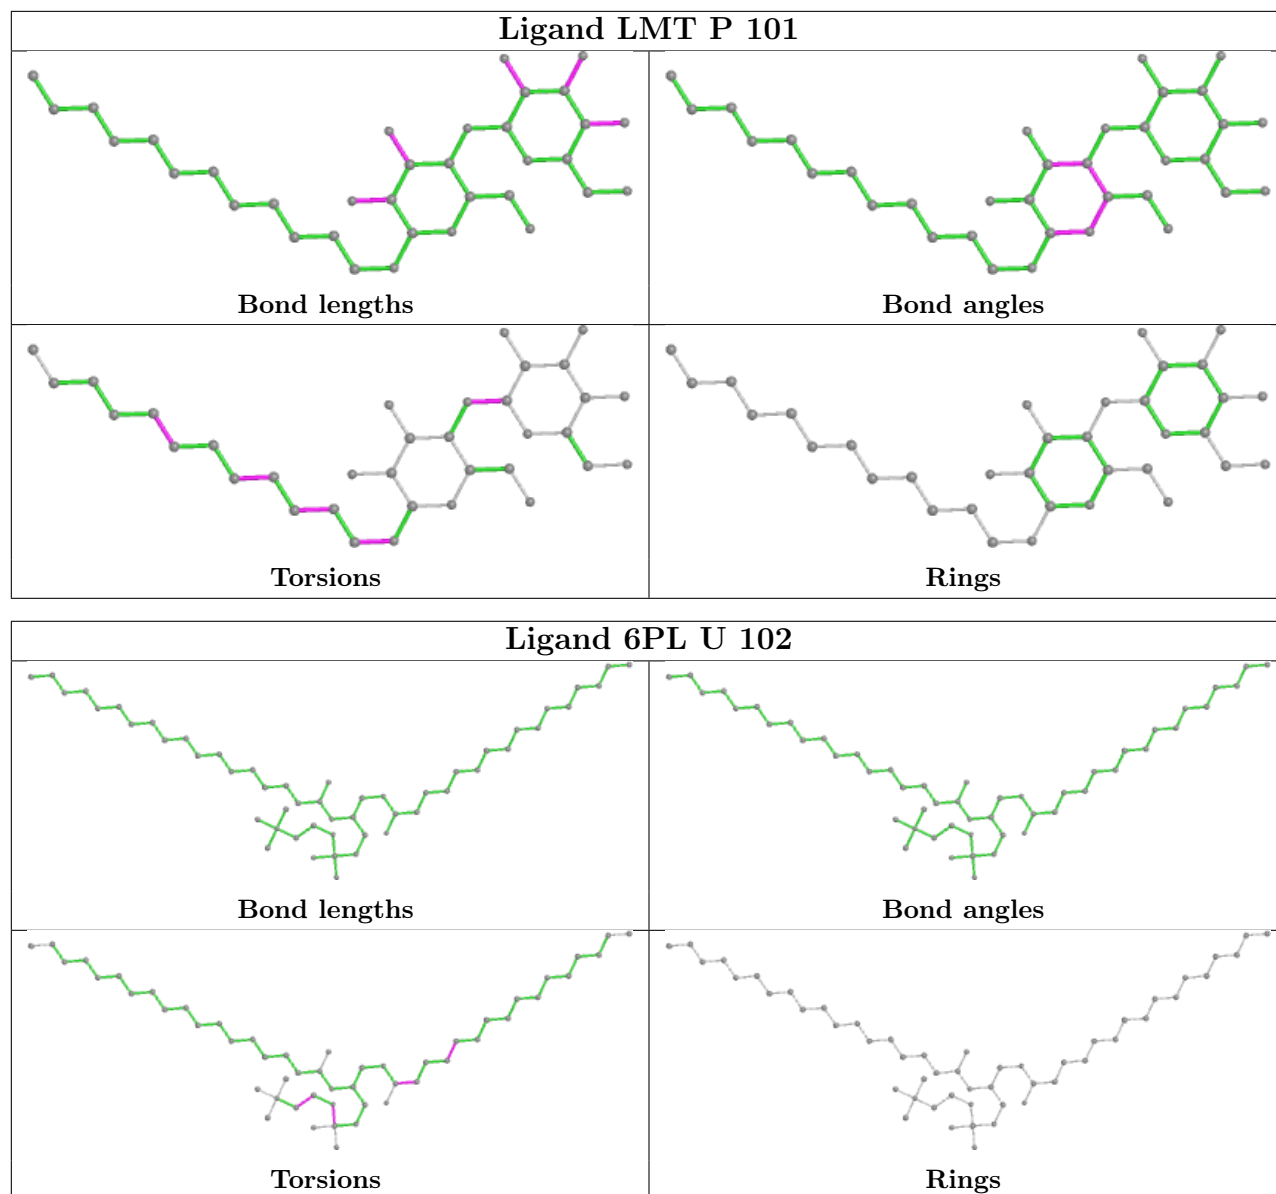 Ligand LMT P 101
Bond lengths
Bond angles
Torsions
Rings
Ligand 6PL U 102
Bond lengths
Bond angles
Torsions
Rings